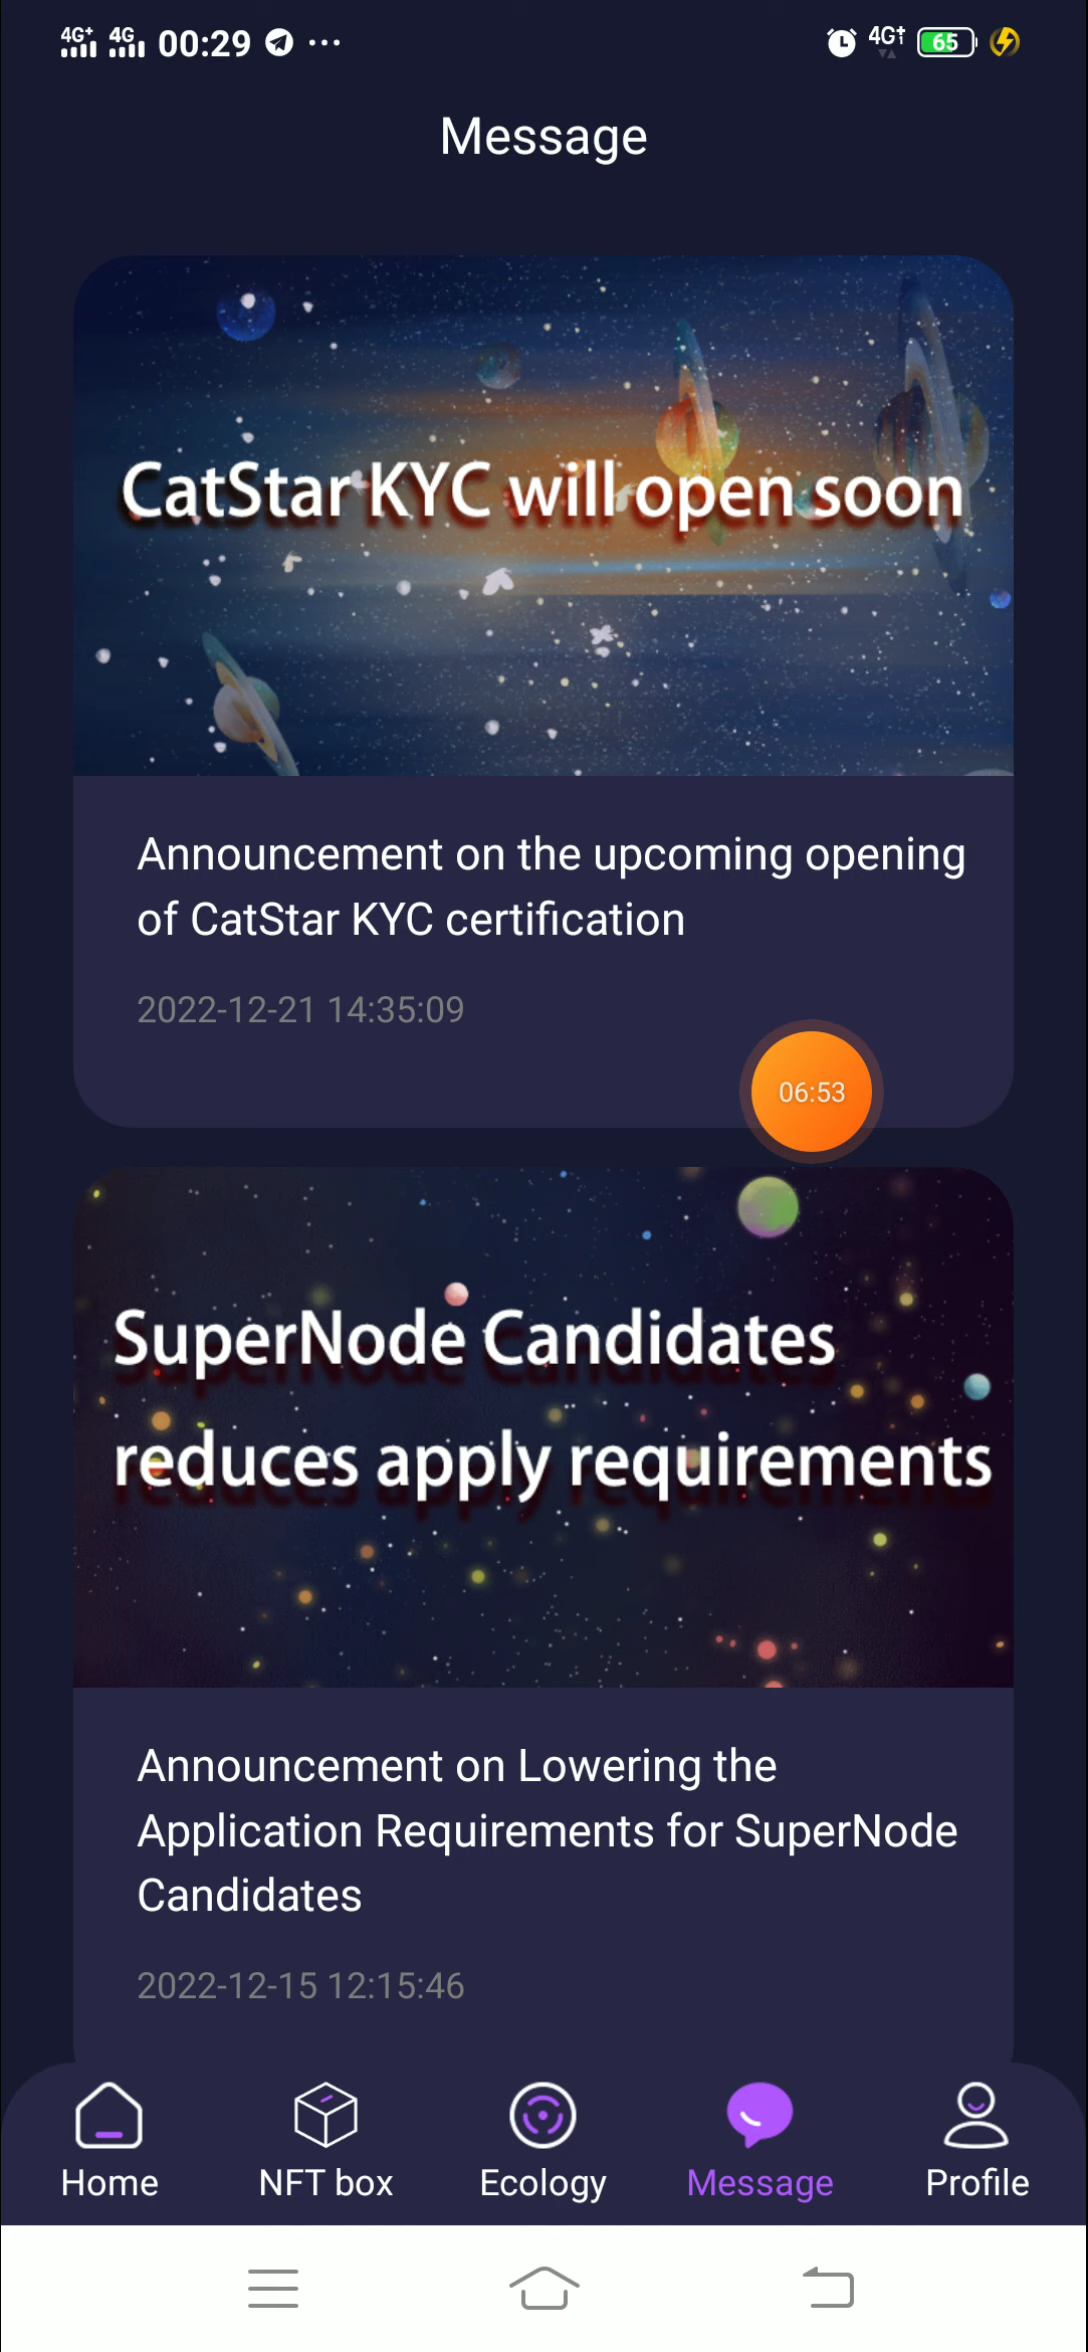 4G+ 4G 00:29 ... 4G+ 65
Message
CatStar KYC will open soon
Announcement on the upcoming opening
of CatStar KYC certification
2022-12-21 14:35:09
06:53
SuperNode Candidates
reduces apply requirements
Announcement on Lowering the
Application Requirements for SuperNode
Candidates
2022-12-15 12:15:46
Home NFT box Ecology Message Profile